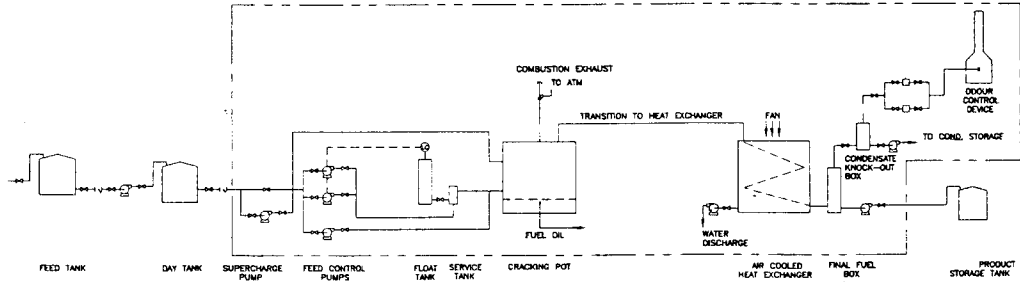 COMBUSTION EXHAUST
TO ATM
TRANSITION TO HEAT EXCHANGER
FAN
ODOUR
CONTROL
DEVICE
TO COND. STORAGE
CONDENSATE
KNOCK-OUT
BOX
FUEL OIL
WATER
DISCHARGE
FEED TANK
DAY TANK
SUPERCHARGE
PUMP
FEED CONTROL
PUMPS
FLOAT
TANK
SERVICE
TANK
CRACKING POT
AIR COOLED
HEAT EXCHANGER
FINAL FUEL
BOX
PRODUCT
STORAGE TANK